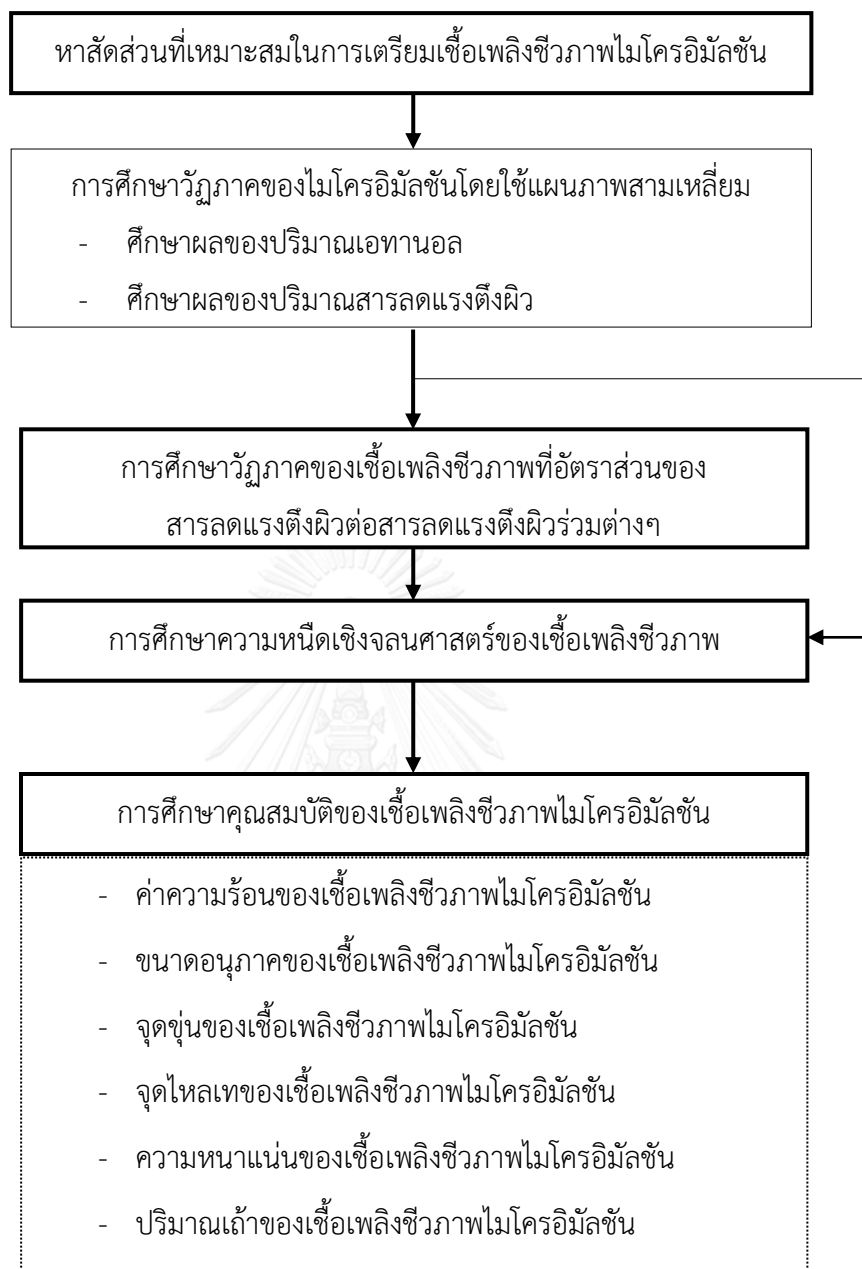 หาสัดส่วนที่เหมาะสมในการเตรียมเชื้อเพลิงชีวภาพไมโครอิมัลชัน
การศึกษาวัฏภาคของไมโครอิมัลชันโดยใช้แผนภาพสามเหลี่ยม
- ศึกษาผลของปริมาณเอทานอล
- ศึกษาผลของปริมาณสารลดแรงตึงผิว
การศึกษาวัฏภาคของเชื้อเพลิงชีวภาพที่อัตราส่วนของ
สารลดแรงตึงผิวต่อสารลดแรงตึงผิวร่วมต่างๆ
การศึกษาความหนืดเชิงจลนศาสตร์ของเชื้อเพลิงชีวภาพ
การศึกษาคุณสมบัติของเชื้อเพลิงชีวภาพไมโครอิมัลชัน
- ค่าความร้อนของเชื้อเพลิงชีวภาพไมโครอิมัลชัน
- ขนาดอนุภาคของเชื้อเพลิงชีวภาพไมโครอิมัลชัน
- จุดขุ่นของเชื้อเพลิงชีวภาพไมโครอิมัลชัน
- จุดไหลเทของเชื้อเพลิงชีวภาพไมโครอิมัลชัน
- ความหนาแน่นของเชื้อเพลิงชีวภาพไมโครอิมัลชัน
- ปริมาณเถ้าของเชื้อเพลิงชีวภาพไมโครอิมัลชัน